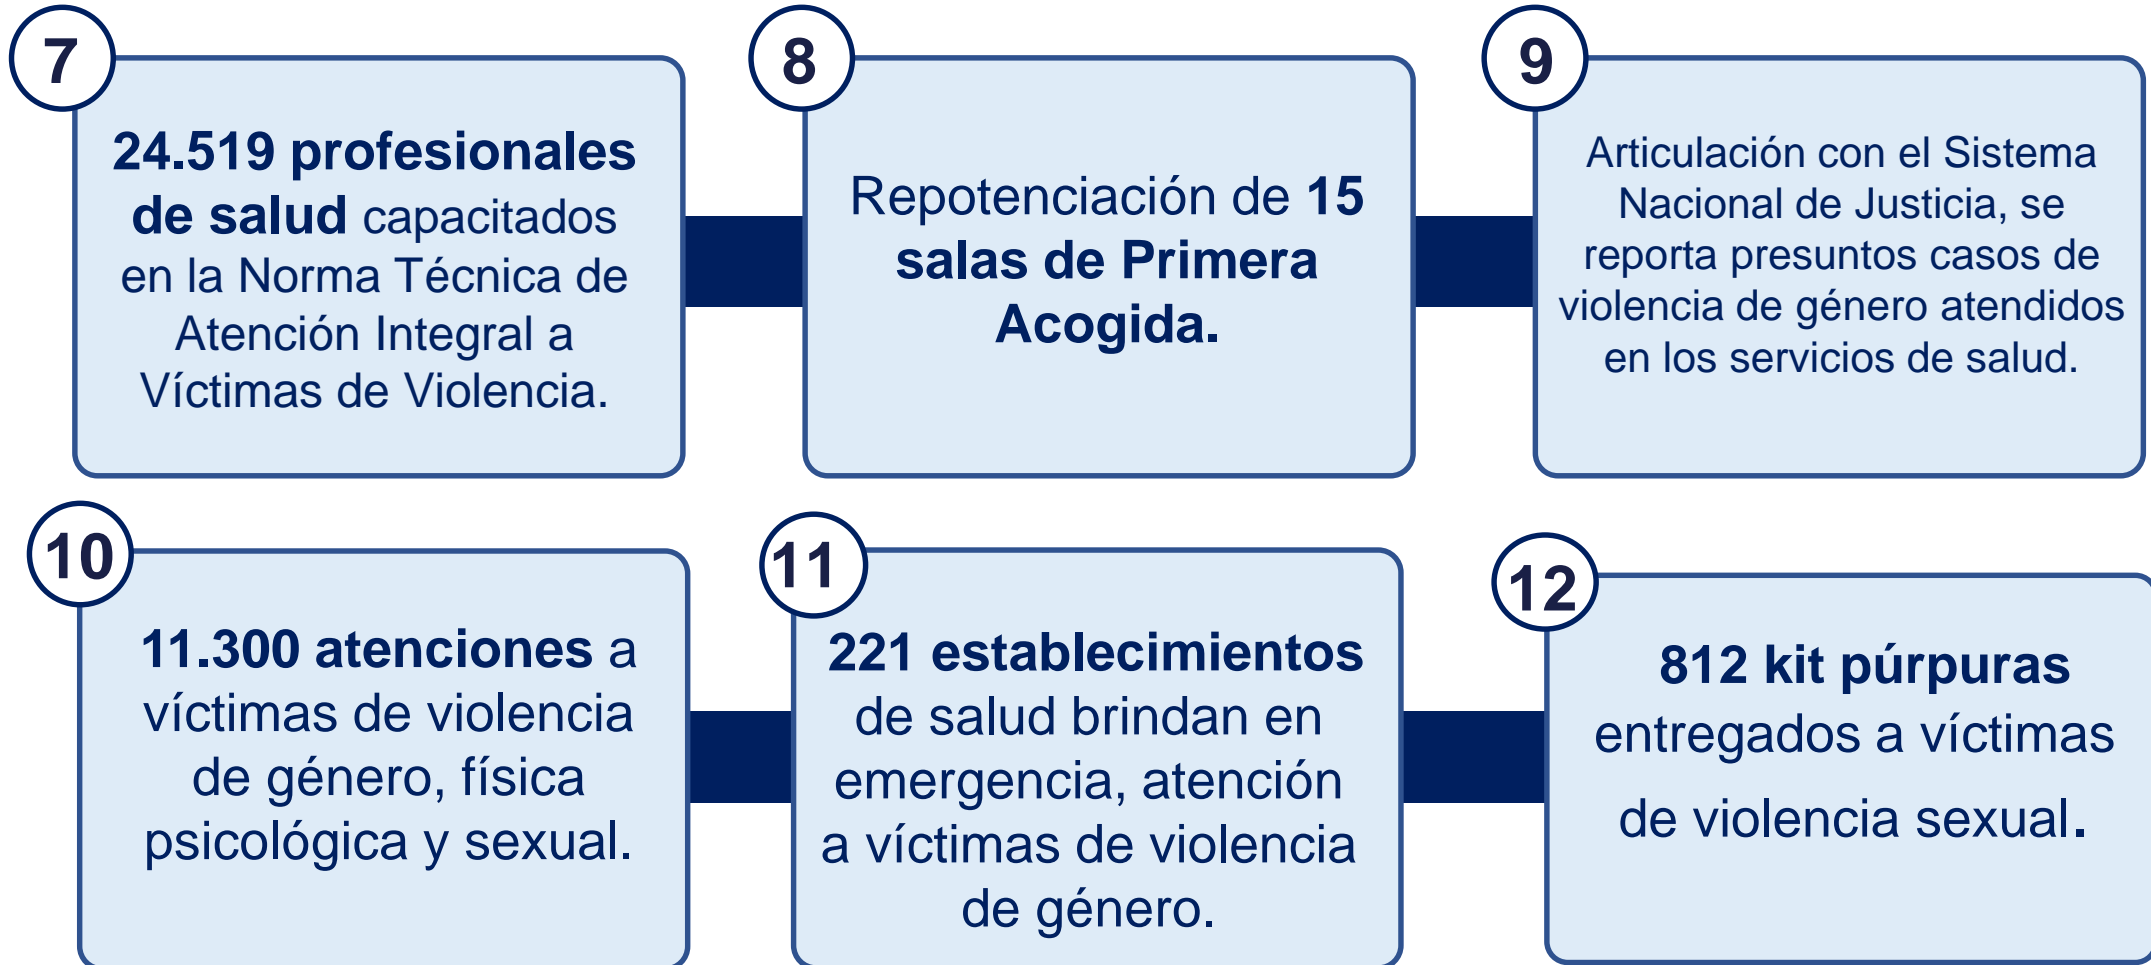 7
24.519 profesionales
de salud capacitados
en la Norma Técnica de
Atención Integral a
Víctimas de Violencia.
8
Repotenciación de 15
salas de Primera
Acogida.
9
Articulación con el Sistema
Nacional de Justicia, se
reporta presuntos casos de
violencia de género atendidos
en los servicios de salud.
10
11.300 atenciones a
víctimas de violencia
de género, física
psicológica y sexual.
11
221 establecimientos
de salud brindan en
emergencia, atención
a víctimas de violencia
de género.
12
812 kit púrpuras
entregados a víctimas
de violencia sexual.